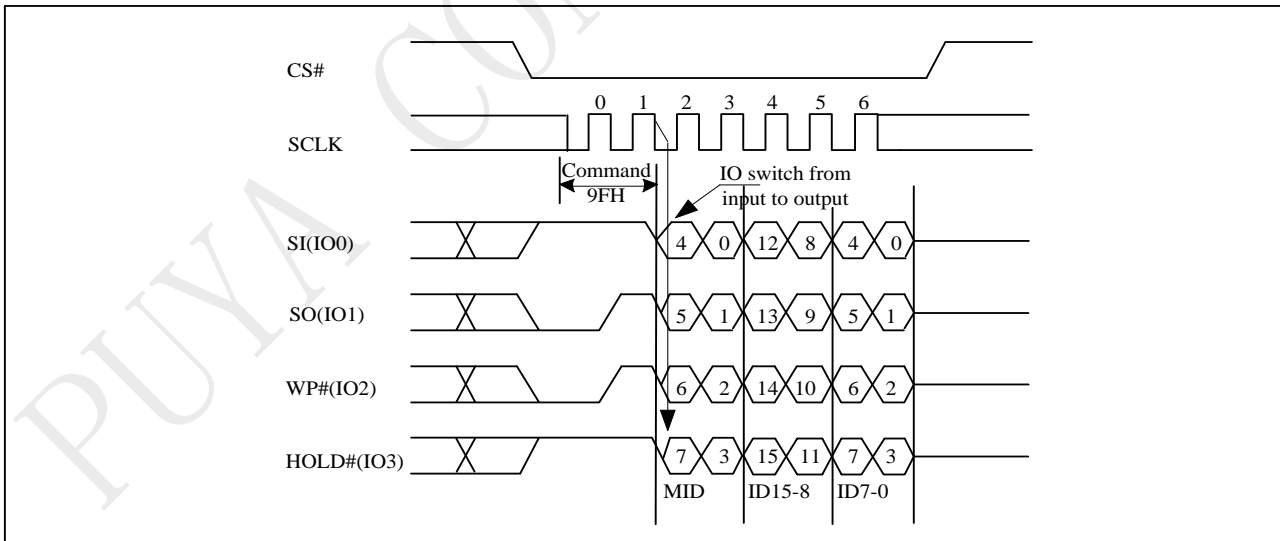 PUYA CON
CS#
0 1 2 3 4 5 6
SCLK
Command
9FH
IO switch from
input to output
SI(IO0)
4 0 12 8 4 0
SO(IO1)
5 1 13 9 5 1
WP#(IO2)
6 2 14 10 6 2
HOLD#(IO3)
7 3 15 11 7 3
MID ID15-8 ID7-0